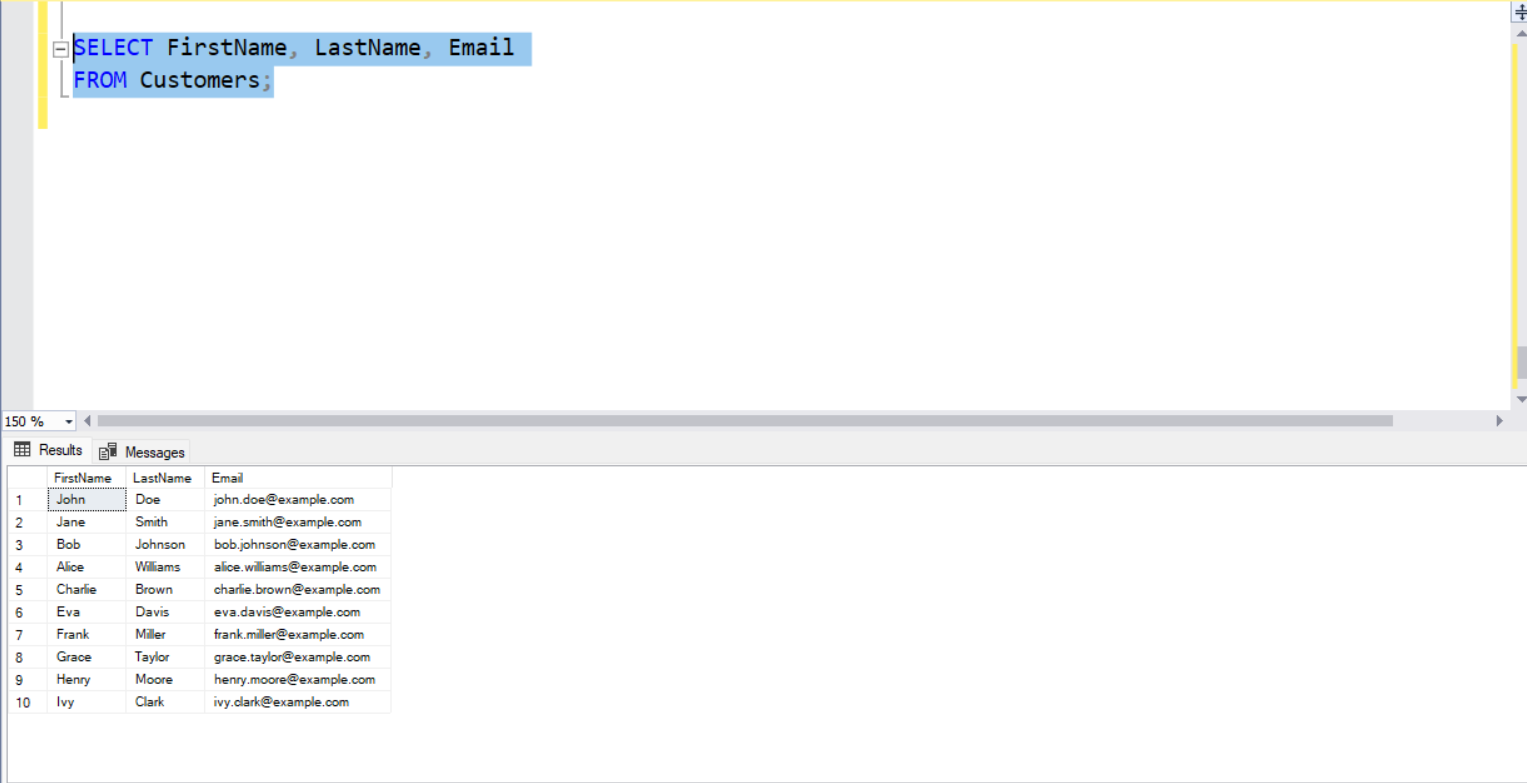 SELECT FirstName, LastName, Email
FROM Customers;
150 %
Results Messages
FirstName LastName Email
1 John Doe john.doe@example.com
2 Jane Smith jane.smith@example.com
3 Bob Johnson bob.johnson@example.com
4 Alice Williams alice.williams@example.com
5 Charlie Brown charlie.brown@example.com
6 Eva Davis eva.davis@example.com
7 Frank Miller frank.miller@example.com
8 Grace Taylor grace.taylor@example.com
9 Henry Moore henry.moore@example.com
10 Ivy Clark ivy.clark@example.com